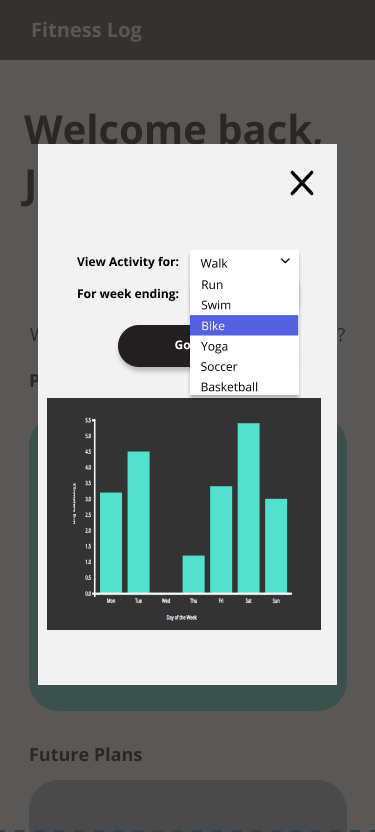 Fitness Log
Welcome back,
J
View Activity for:
Walk
Run
For week ending:
Swim
Bike
W
?
Go
Yoga
Soccer
P
Basketball
5.5
5.0
4.5
4.0
3.5
3.0
2.5
2.0
1.5
1.0
0.5
0.0
Mon Tue Wed Thu Fri Sat Sun
Day of the Week
Future Plans